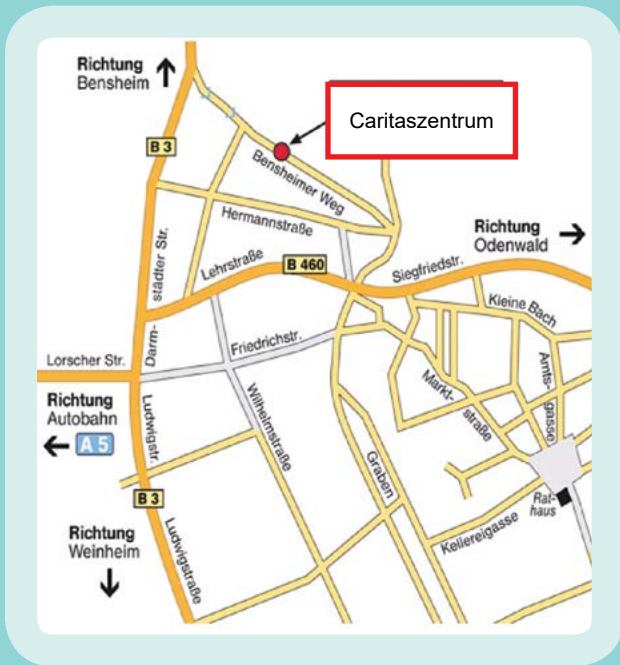 Richtung
Bensheim
Caritaszentrum
B 3
Bensheimer Weg
Hermannstraße
Richtung
Odenwald
Darm-
städter Str.
Lehrstraße
B 460
Siegfriedstr.
Kleine Bach
Lorscher Str.
Friedrichstr.
Amts-
gasse
Richtung
Autobahn
A 5
Ludwigstr.
Wilhelmstraße
Markt-
straße
Graben
B 3
Rat-
haus
Kellereigasse
Richtung
Weinheim
Ludwigstraße